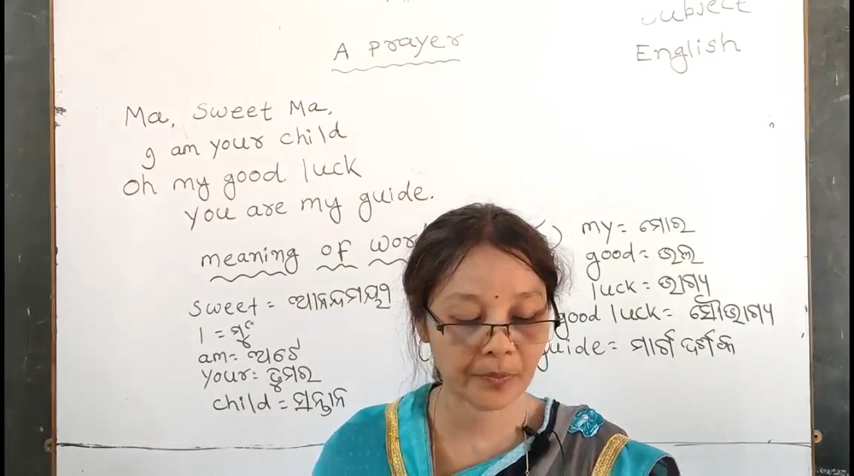 Subject
English
A Prayer
Ma, Sweet Ma,
I am your child
Oh my good luck
you are my guide.
meaning of
Sweet = ଆନନ୍ଦମୟୀ
I = ମୁଁ
am = ଅଟେ
your = ତୁମର
child = ସନ୍ତାନ
my = ମୋର
good = ଭଲ
luck = ଭାଗ୍ୟ
good luck = ସୌଭାଗ୍ୟ
guide = ମାର୍ଗ ଦର୍ଶକ